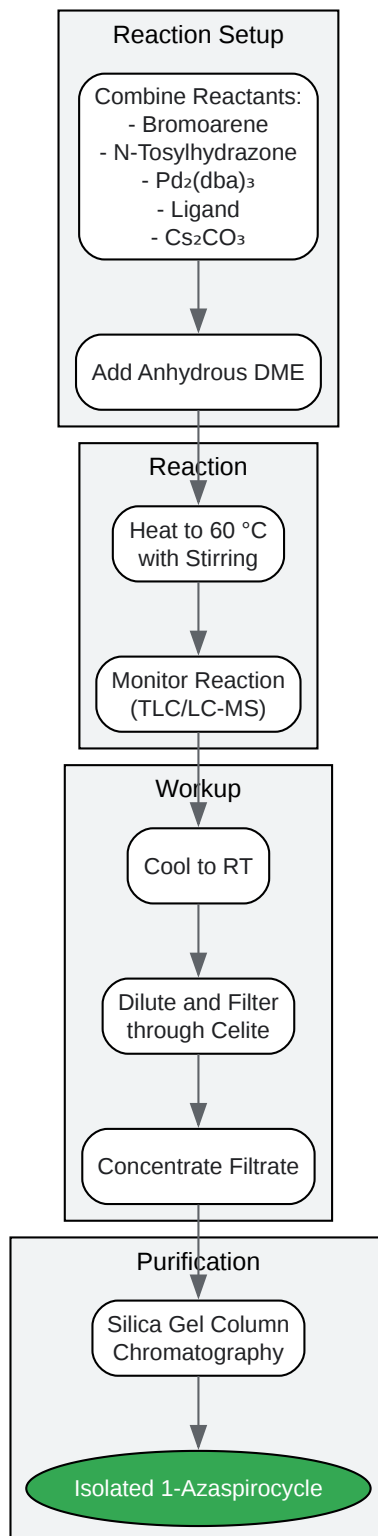 Reaction Setup
Combine Reactants:
- Bromoarene
- N-Tosylhydrazone
- Pd₂(dba)₃
- Ligand
- Cs₂CO₃
Add Anhydrous DME
Reaction
Heat to 60 °C
with Stirring
Monitor Reaction
(TLC/LC-MS)
Workup
Cool to RT
Dilute and Filter
through Celite
Concentrate Filtrate
Purification
Silica Gel Column
Chromatography
Isolated 1-Azaspirocycle